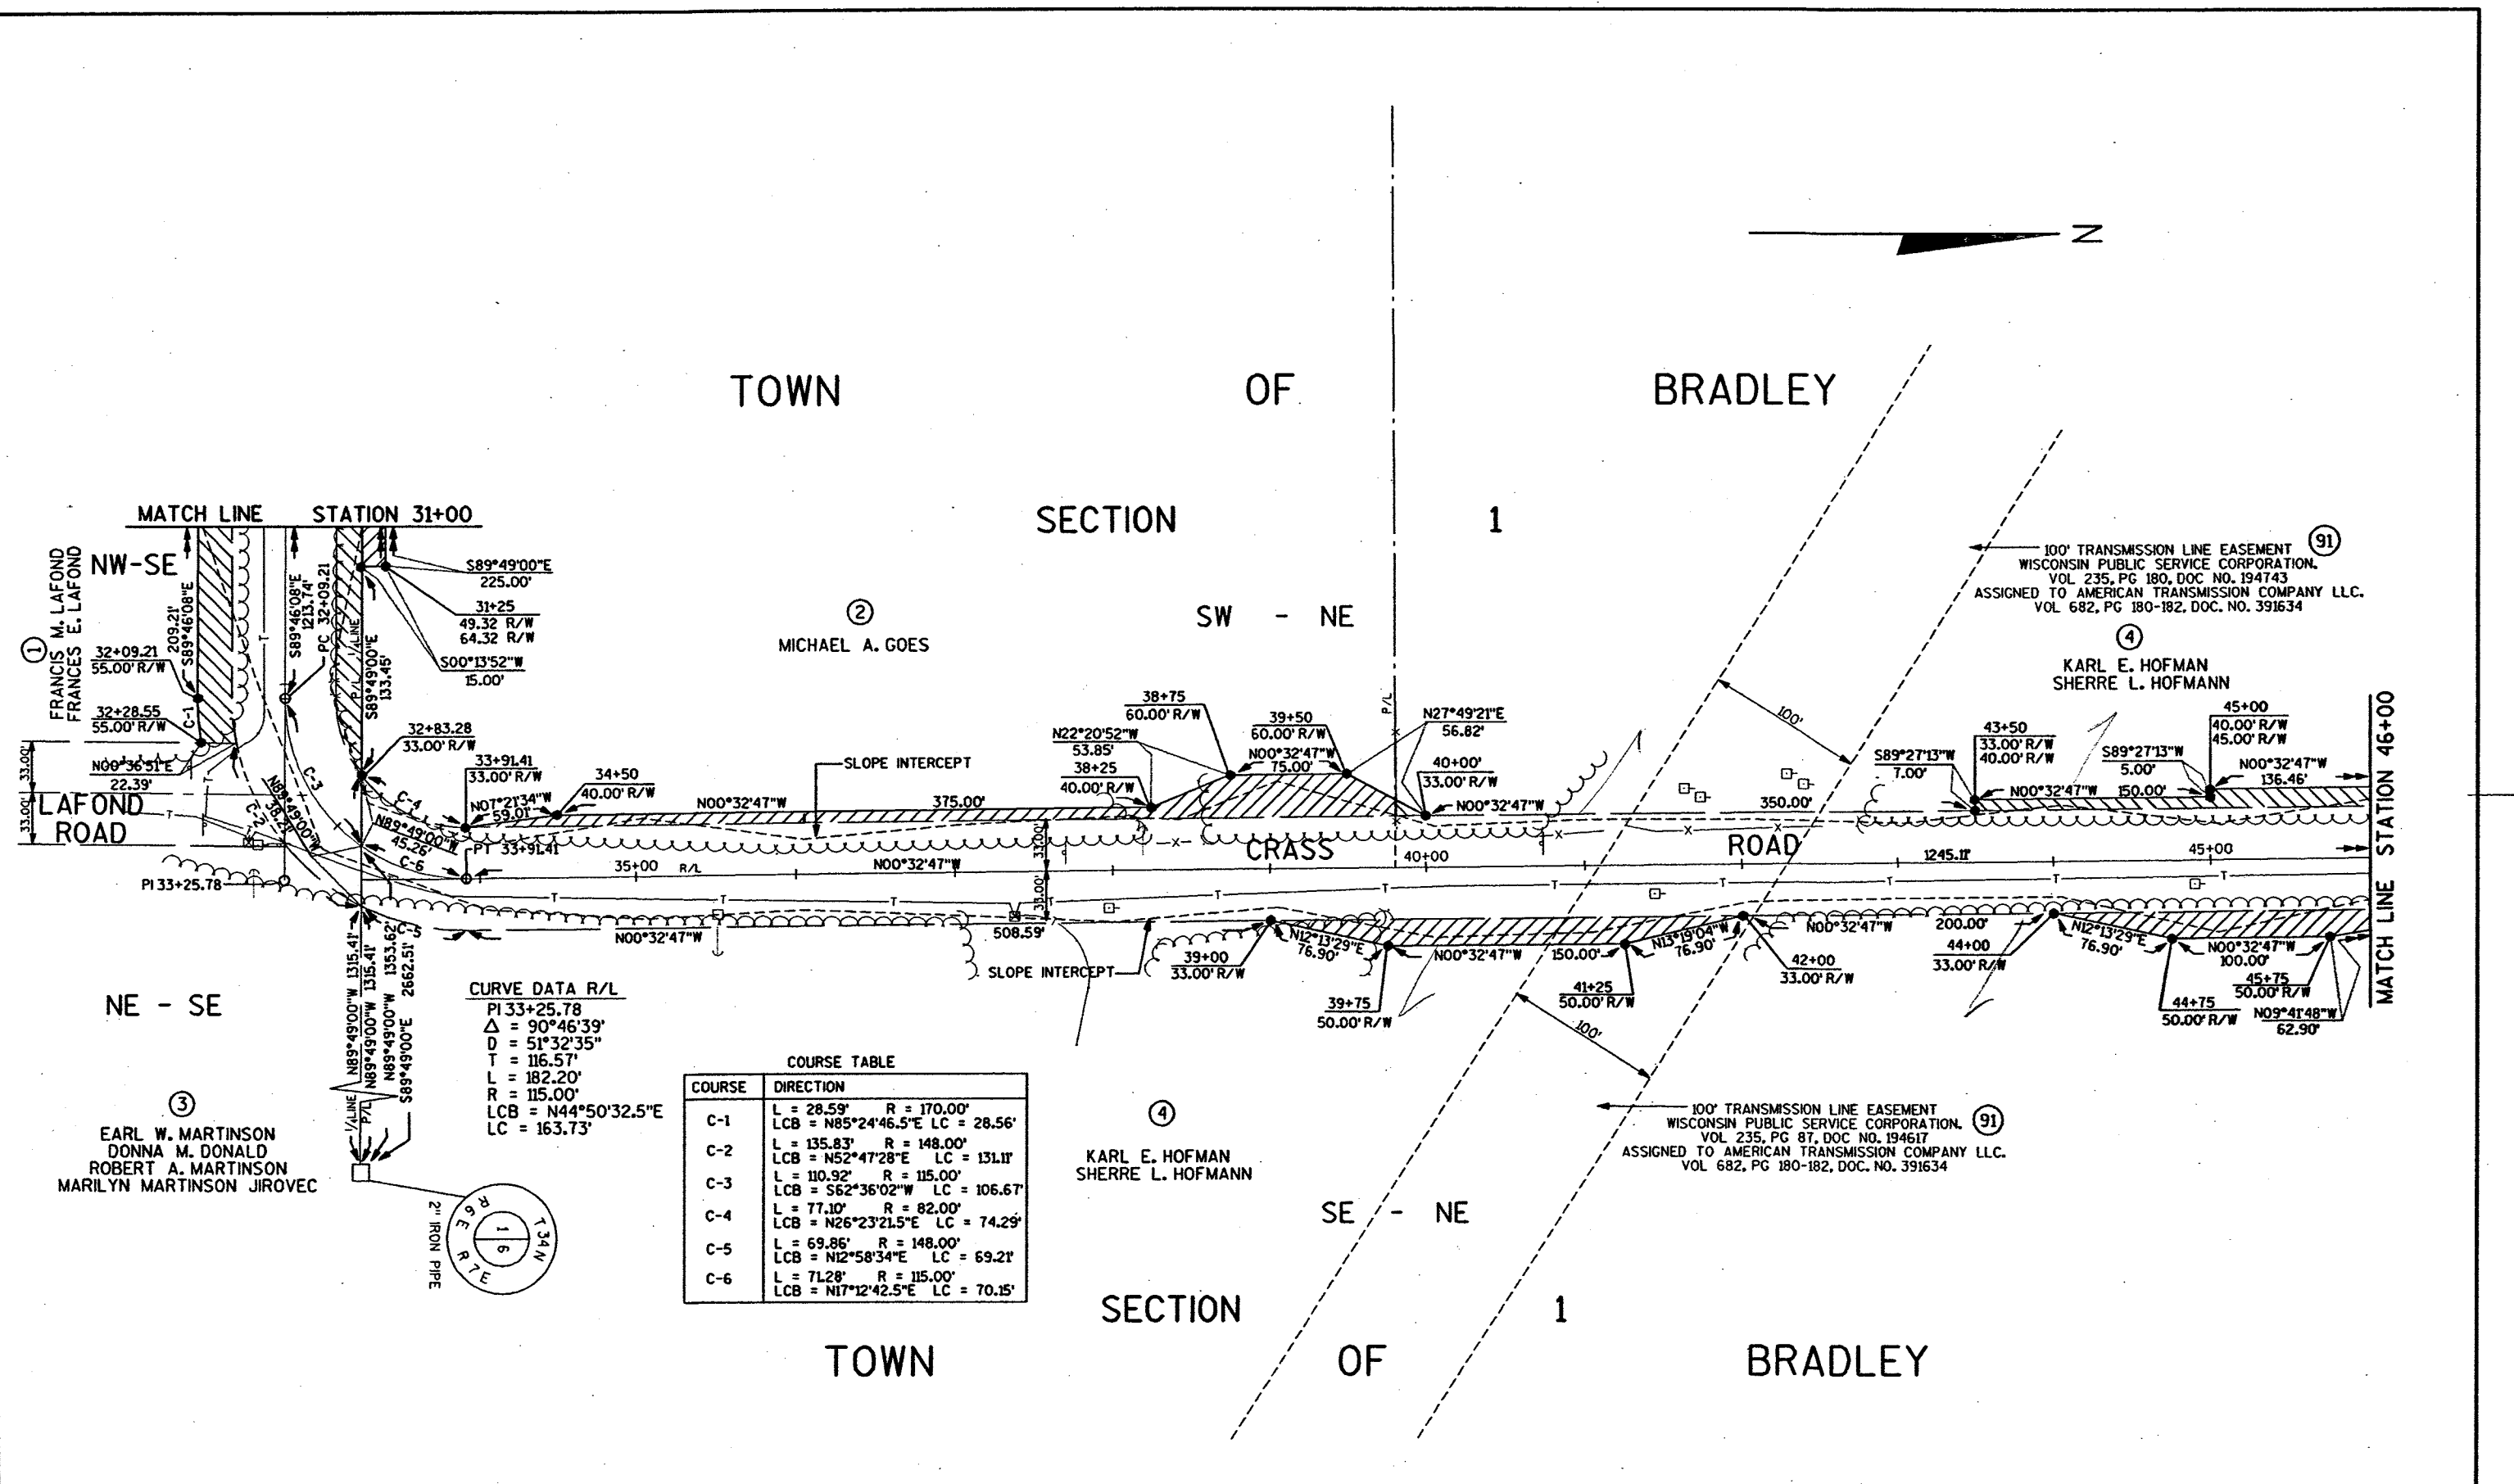 TOWN OF BRADLEY
N
MATCH LINE STATION 31+00
SECTION 1
NW-SE
1
FRANCIS M. LAFOND
FRANCES E. LAFOND
209.21'
S89°46'08"E
S89°46'08"E
1213.74'
PC 32+09.21
1/4LINE
P/L
S89°49'00"E
133.45'
S89°49'00"E
225.00'
31+25
49.32 R/W
64.32 R/W
S00°13'52"W
15.00'
32+09.21
55.00' R/W
C-1
32+28.55
55.00' R/W
33.00'
33.00'
N00°36'51"E
22.39'
LAFOND
ROAD
C-2
N89°49'00"W
38.23'
C-3
32+83.28
33.00' R/W
33+91.41
33.00' R/W
C-4
N07°21'34"W
59.01'
N89°49'00"W
45.26'
C-6
PT 33+91.41
PI 33+25.78
C-5
34+50
40.00' R/W
2
MICHAEL A. GOES
SW - NE
SLOPE INTERCEPT
N00°32'47"W 375.00'
N22°20'52"W
53.85'
38+25
40.00' R/W
38+75
60.00' R/W
39+50
60.00' R/W
N00°32'47"W
75.00'
N27°49'21"E
56.82'
P/L
40+00'
33.00' R/W
N00°32'47"W 350.00'
100'
100' TRANSMISSION LINE EASEMENT 91
WISCONSIN PUBLIC SERVICE CORPORATION.
VOL 235, PG 180, DOC NO. 194743
ASSIGNED TO AMERICAN TRANSMISSION COMPANY LLC.
VOL 682, PG 180-182, DOC. NO. 391634
4
KARL E. HOFMAN
SHERRE L. HOFMANN
43+50
33.00' R/W
40.00' R/W
S89°27'13"W
7.00'
N00°32'47"W 150.00'
S89°27'13"W
5.00'
45+00
40.00' R/W
45.00' R/W
N00°32'47"W
136.46'
MATCH LINE STATION 46+00
33.00'
33.00'
CRASS ROAD
35+00 R/L N00°32'47"W 40+00 1245.11' 45+00
N00°32'47"W 508.59'
SLOPE INTERCEPT
39+00
33.00' R/W
N12°13'29"E
76.90'
39+75
50.00' R/W
N00°32'47"W 150.00'
41+25
50.00' R/W
N13°19'04"W
76.90'
42+00
33.00' R/W
N00°32'47"W 200.00'
44+00
33.00' R/W
N12°13'29"E
76.90'
44+75
50.00' R/W
N00°32'47"W
100.00'
45+75
50.00' R/W
N09°41'48"W
62.90'
NE - SE
N89°49'00"W 1315.41'
N89°49'00"W 1315.41'
N89°49'00"W 1353.62'
S89°49'00"E 2662.51'
1/4LINE
P/L
CURVE DATA R/L
PI 33+25.78
Δ = 90°46'39"
D = 51°32'35"
T = 116.57'
L = 182.20'
R = 115.00'
LCB = N44°50'32.5"E
LC = 163.73'
3
EARL W. MARTINSON
DONNA M. DONALD
ROBERT A. MARTINSON
MARILYN MARTINSON JIROVEC
2" IRON PIPE
T34N
R6E R7E
1 6
COURSE TABLE
COURSE DIRECTION
C-1 L = 28.59' R = 170.00'
LCB = N85°24'46.5"E LC = 28.56'
C-2 L = 135.83' R = 148.00'
LCB = N52°47'28"E LC = 131.11'
C-3 L = 110.92' R = 115.00'
LCB = S62°36'02"W LC = 106.67'
C-4 L = 77.10' R = 82.00'
LCB = N26°23'21.5"E LC = 74.29'
C-5 L = 69.86' R = 148.00'
LCB = N12°58'34"E LC = 69.21'
C-6 L = 71.28' R = 115.00'
LCB = N17°12'42.5"E LC = 70.15'
4
KARL E. HOFMAN
SHERRE L. HOFMANN
100'
100' TRANSMISSION LINE EASEMENT
WISCONSIN PUBLIC SERVICE CORPORATION. 91
VOL 235, PG 87, DOC NO. 194617
ASSIGNED TO AMERICAN TRANSMISSION COMPANY LLC.
VOL 682, PG 180-182, DOC. NO. 391634
SE - NE
SECTION 1
TOWN OF BRADLEY